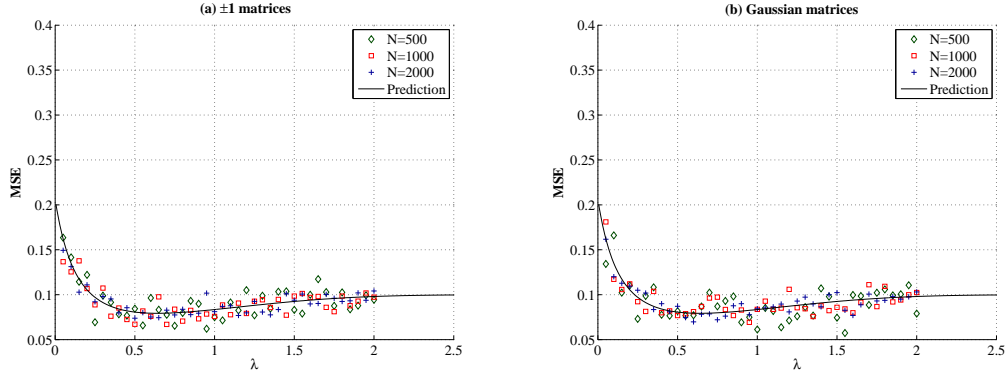 (a) ±1 matrices
0.4
0.35
0.3
0.25
0.2
0.15
0.1
0.05
MSE
0
0.5
1
1.5
2
2.5
λ
N=500
N=1000
N=2000
Prediction
(b) Gaussian matrices
0.4
0.35
0.3
0.25
0.2
0.15
0.1
0.05
MSE
0
0.5
1
1.5
2
2.5
λ
N=500
N=1000
N=2000
Prediction